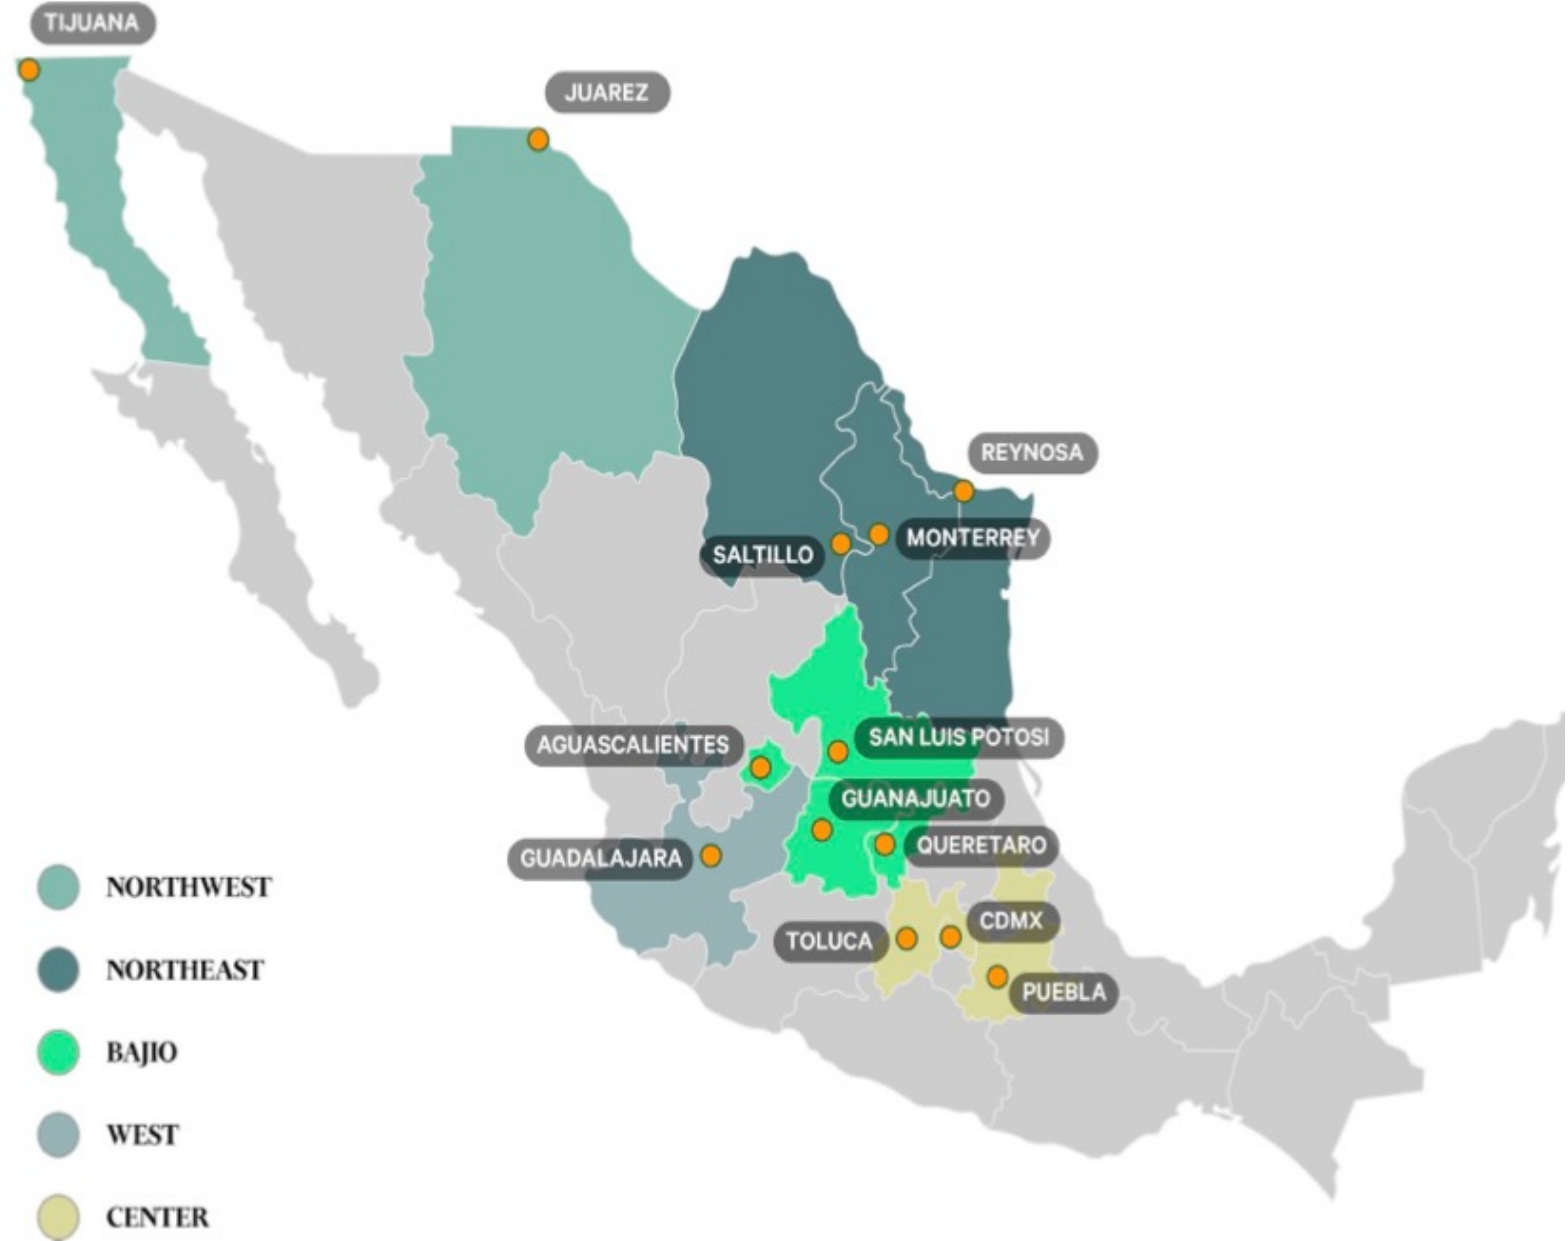 TIJUANA
JUAREZ
REYNOSA
MONTERREY
SALTILLO
SAN LUIS POTOSI
AGUASCALIENTES
GUANAJUATO
QUERETARO
GUADALAJARA
CDMX
TOLUCA
PUEBLA
NORTHWEST
NORTHEAST
BAJIO
WEST
CENTER